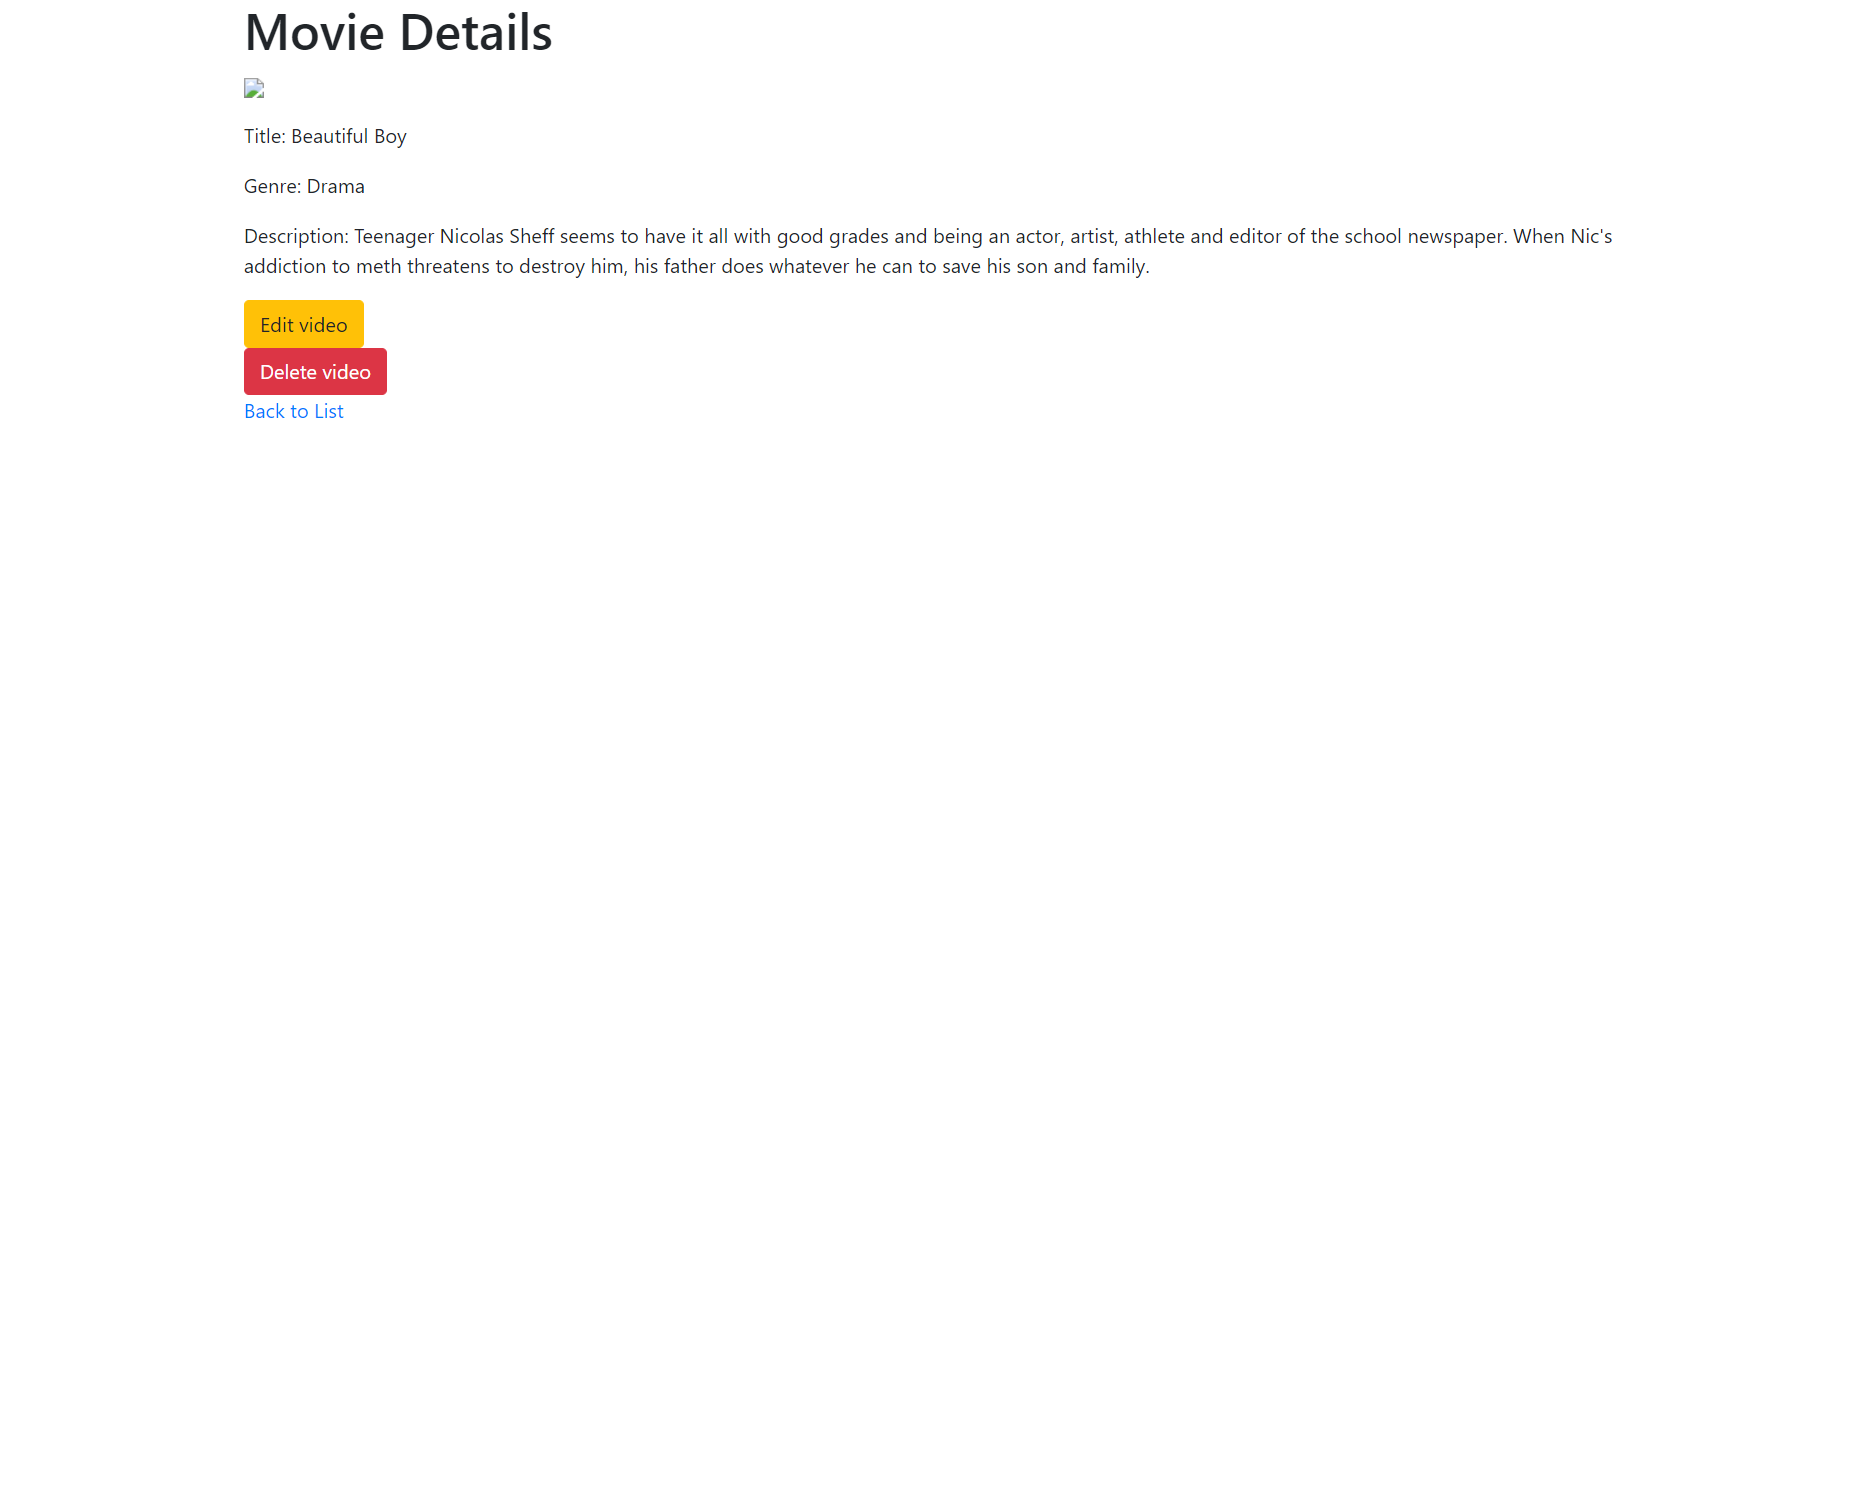 Movie Details
Title: Beautiful Boy
Genre: Drama
Description: Teenager Nicolas Sheff seems to have it all with good grades and being an actor, artist, athlete and editor of the school newspaper. When Nic's
addiction to meth threatens to destroy him, his father does whatever he can to save his son and family.
Edit video
Delete video
Back to List